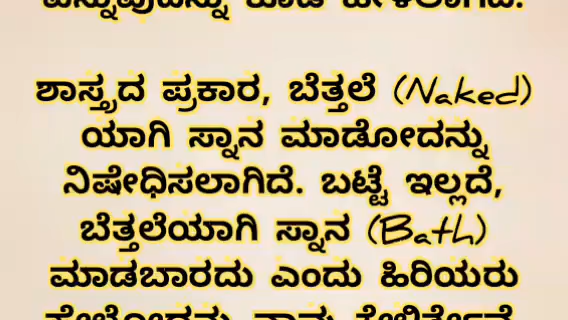 ಶಾಸ್ತ್ರದ ಪ್ರಕಾರ, ಬೆತ್ತಲೆ (Naked)
ಯಾಗಿ ಸ್ನಾನ ಮಾಡೋದನ್ನು
ನಿಷೇಧಿಸಲಾಗಿದೆ. ಬಟ್ಟೆ ಇಲ್ಲದೆ,
ಬೆತ್ತಲೆಯಾಗಿ ಸ್ನಾನ (Bath)
ಮಾಡಬಾರದು ಎಂದು ಹಿರಿಯರು